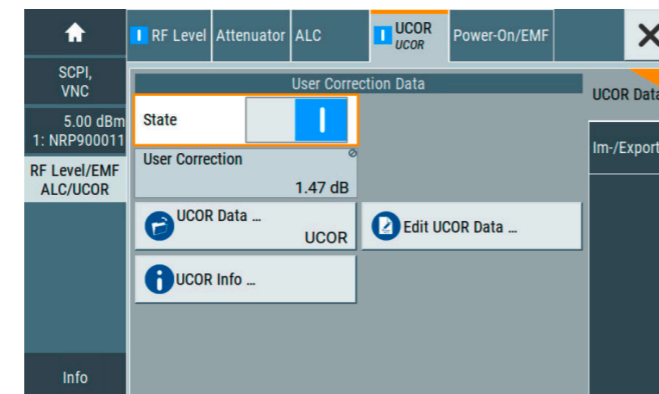 RF Level
Attenuator
ALC
UCOR
UCOR
Power-On/EMF
SCPI,
VNC
5.00 dBm
1: NRP900011
RF Level/EMF
ALC/UCOR
Info
User Correction Data
State
User Correction
1.47 dB
UCOR Data ...
UCOR
Edit UCOR Data ...
UCOR Info ...
UCOR Data
Im-/Export